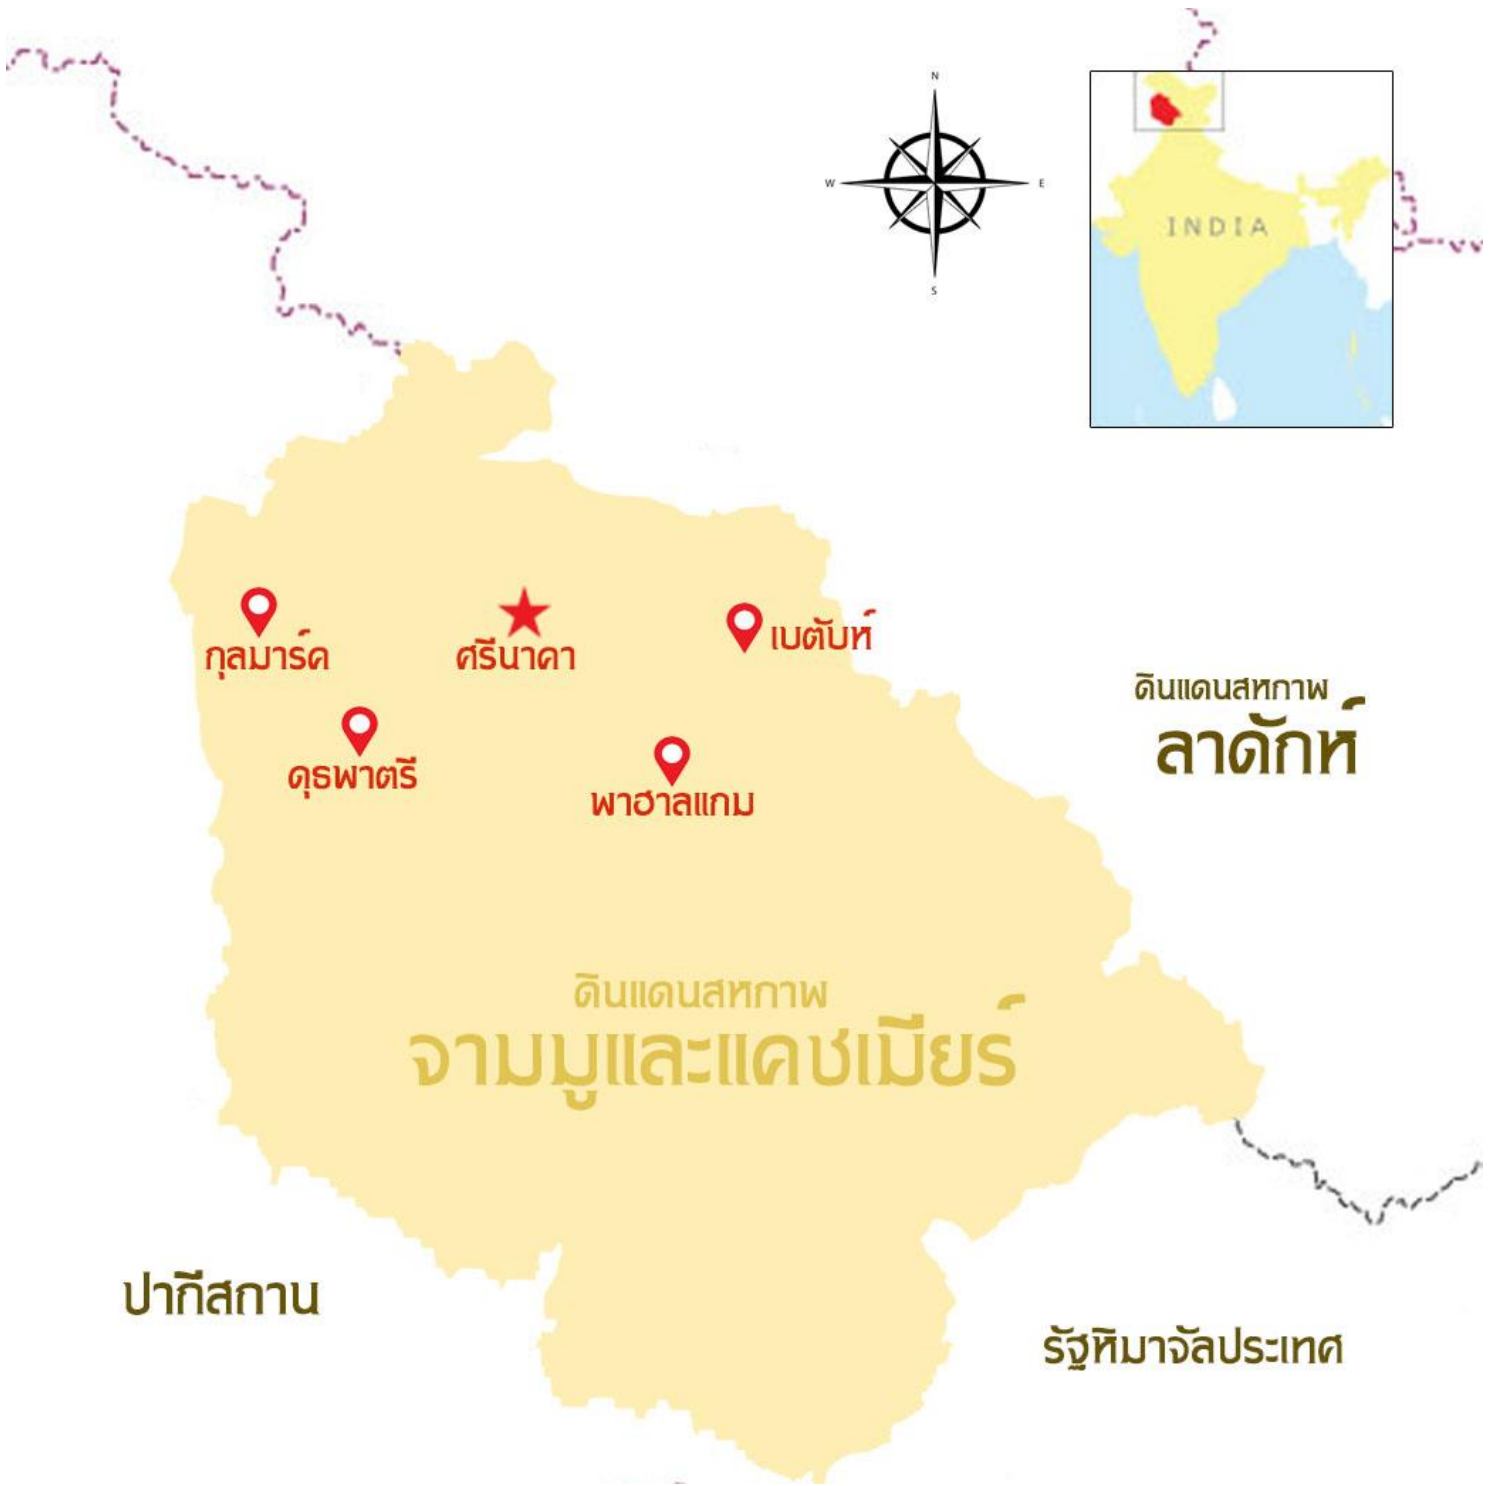 N
W
E
S
INDIA
กุลมาร์ค
ศรีนาคา
เบตับห์
ดุธพาตรี
พาฮาลแกม
ดินแดนสหภาพ
ลาดักห์
ดินแดนสหภาพ
จามมูและแคชเมียร์
ปากีสถาน
รัฐหิมาจัลประเทศ